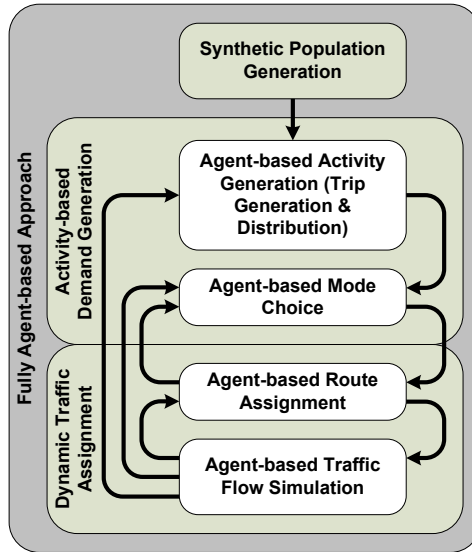 Fully Agent-based Approach
Synthetic Population
Generation
Activity-based
Demand Generation
Agent-based Activity
Generation (Trip
Generation &
Distribution)
Agent-based Mode
Choice
Dynamic Traffic
Assignment
Agent-based Route
Assignment
Agent-based Traffic
Flow Simulation